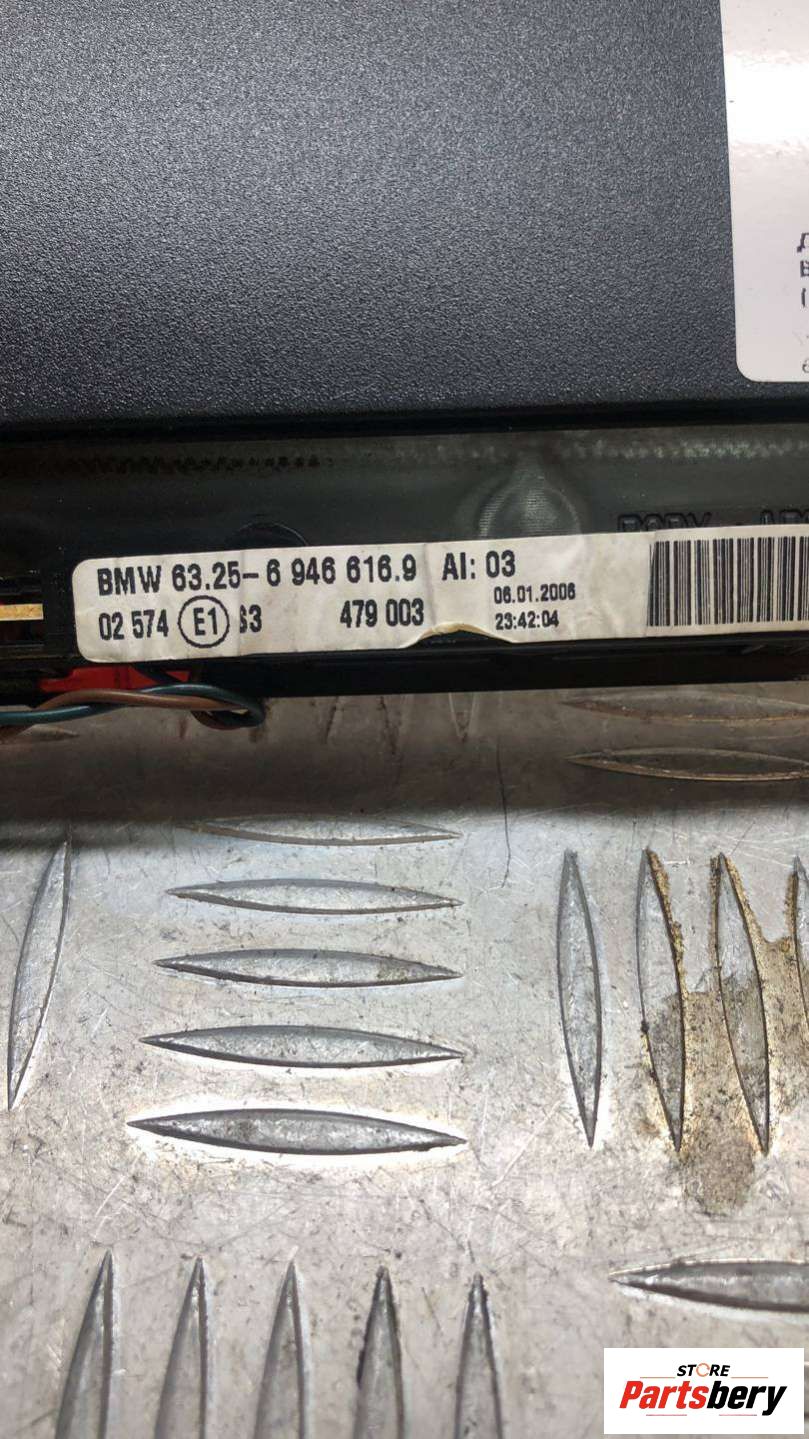 BMW 63.25-6 946 616.9 AI: 03
02 574 E1 S3 479 003 06.01.2006
23:42:04
STORE
Partsbery